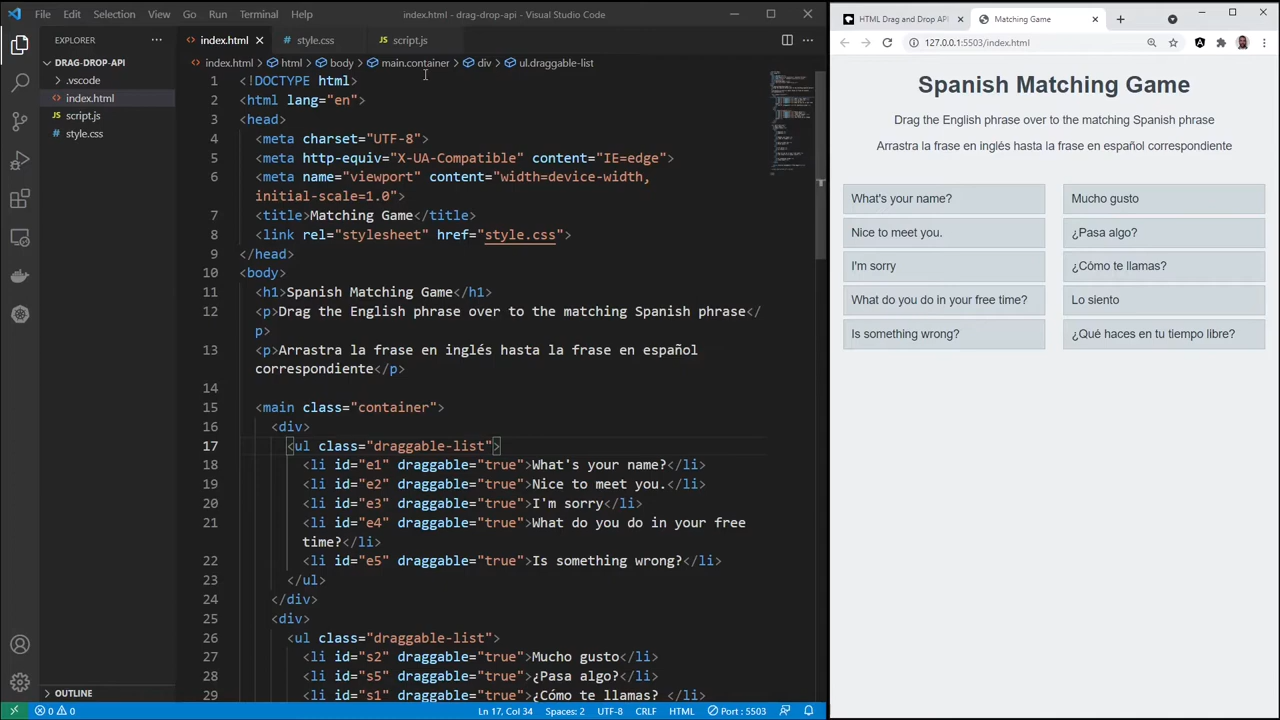 File Edit Selection View Go Run Terminal Help index.html - drag-drop-api - Visual Studio Code
EXPLORER
DRAG-DROP-API
.vscode
index.html
script.js
style.css
OUTLINE
index.html style.css script.js
index.html > html > body > main.container > div > ul.draggable-list
1 <!DOCTYPE html>
2 <html lang="en">
3 <head>
4 <meta charset="UTF-8">
5 <meta http-equiv="X-UA-Compatible" content="IE=edge">
6 <meta name="viewport" content="width=device-width,
initial-scale=1.0">
7 <title>Matching Game</title>
8 <link rel="stylesheet" href="style.css">
9 </head>
10 <body>
11 <h1>Spanish Matching Game</h1>
12 <p>Drag the English phrase over to the matching Spanish phrase</
p>
13 <p>Arrastra la frase en inglés hasta la frase en español
correspondiente</p>
14
15 <main class="container">
16 <div>
17 <ul class="draggable-list">
18 <li id="e1" draggable="true">What's your name?</li>
19 <li id="e2" draggable="true">Nice to meet you.</li>
20 <li id="e3" draggable="true">I'm sorry</li>
21 <li id="e4" draggable="true">What do you do in your free
time?</li>
22 <li id="e5" draggable="true">Is something wrong?</li>
23 </ul>
24 </div>
25 <div>
26 <ul class="draggable-list">
27 <li id="s2" draggable="true">Mucho gusto</li>
28 <li id="s5" draggable="true">¿Pasa algo?</li>
29 <li id="s1" draggable="true">¿Cómo te llamas? </li>
0 0 Ln 17, Col 34 Spaces: 2 UTF-8 CRLF HTML Port : 5503
HTML Drag and Drop API Matching Game
127.0.0.1:5503/index.html
Spanish Matching Game
Drag the English phrase over to the matching Spanish phrase
Arrastra la frase en inglés hasta la frase en español correspondiente
What's your name? Mucho gusto
Nice to meet you. ¿Pasa algo?
I'm sorry ¿Cómo te llamas?
What do you do in your free time? Lo siento
Is something wrong? ¿Qué haces en tu tiempo libre?